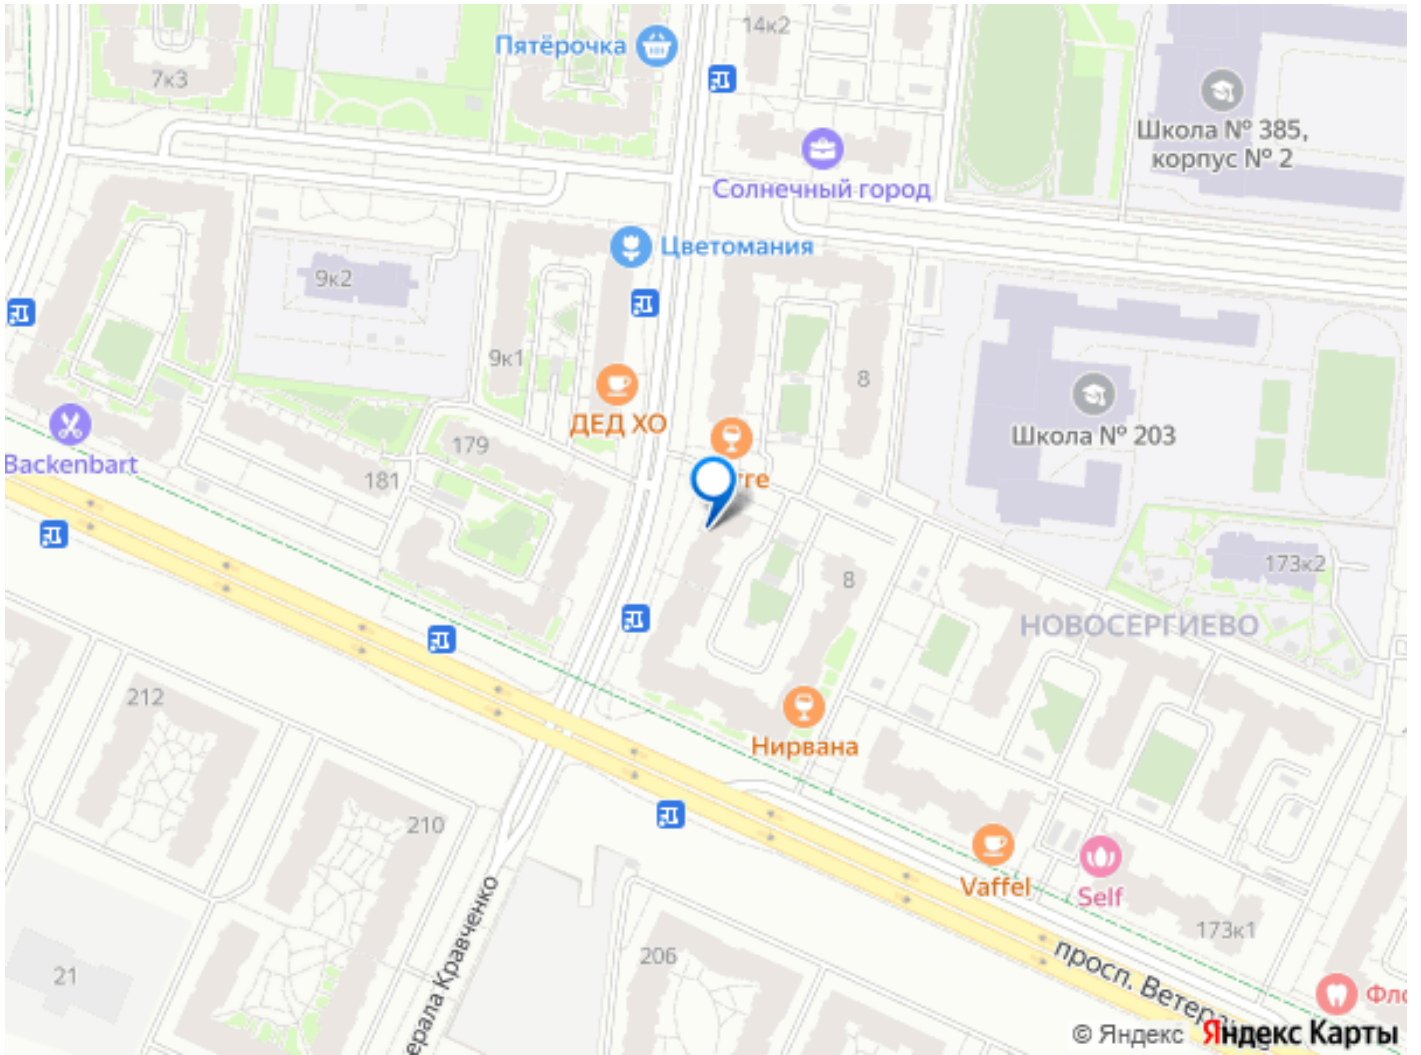 Пятёрочка
14к2
7к3
Школа № 385,
корпус № 2
Солнечный город
Цветомания
9к2
9к1
8
ДЕД ХО
Школа № 203
Backenbart
179
181
173к2
8
НОВОСЕРГИЕВО
212
Нирвана
210
Vaffel
Self
206
173к1
21
просп.
© Яндекс Яндекс Карты
Кравченко